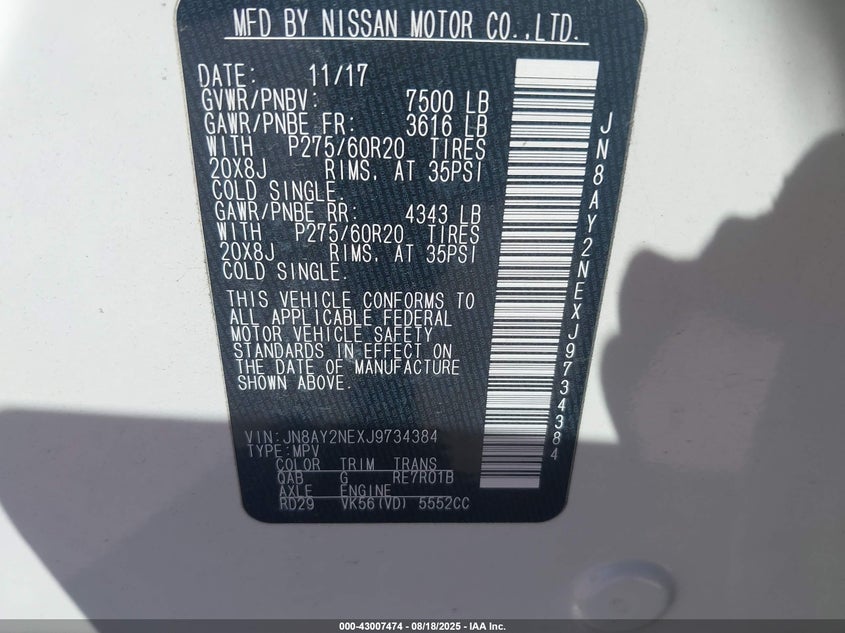 MFD BY NISSAN MOTOR CO.,LTD.
DATE: 11/17
GVWR/PNBV: 7500 LB
GAWR/PNBE FR: 3616 LB
WITH P275/60R20 TIRES
20X8J RIMS, AT 35PSI
COLD SINGLE.
GAWR/PNBE RR: 4343 LB
WITH P275/60R20 TIRES
20X8J RIMS, AT 35PSI
COLD SINGLE.
THIS VEHICLE CONFORMS TO
ALL APPLICABLE FEDERAL
MOTOR VEHICLE SAFETY
STANDARDS IN EFFECT ON
THE DATE OF MANUFACTURE
SHOWN ABOVE.
VIN:JN8AY2NEXJ9734384
TYPE:MPV
COLOR TRIM TRANS
QAB G RE7R01B
AXLE ENGINE
RD29 VK56(VD) 5552CC
JN8AY2NEXJ9734384
000-43007474 - 08/18/2025 - IAA Inc.